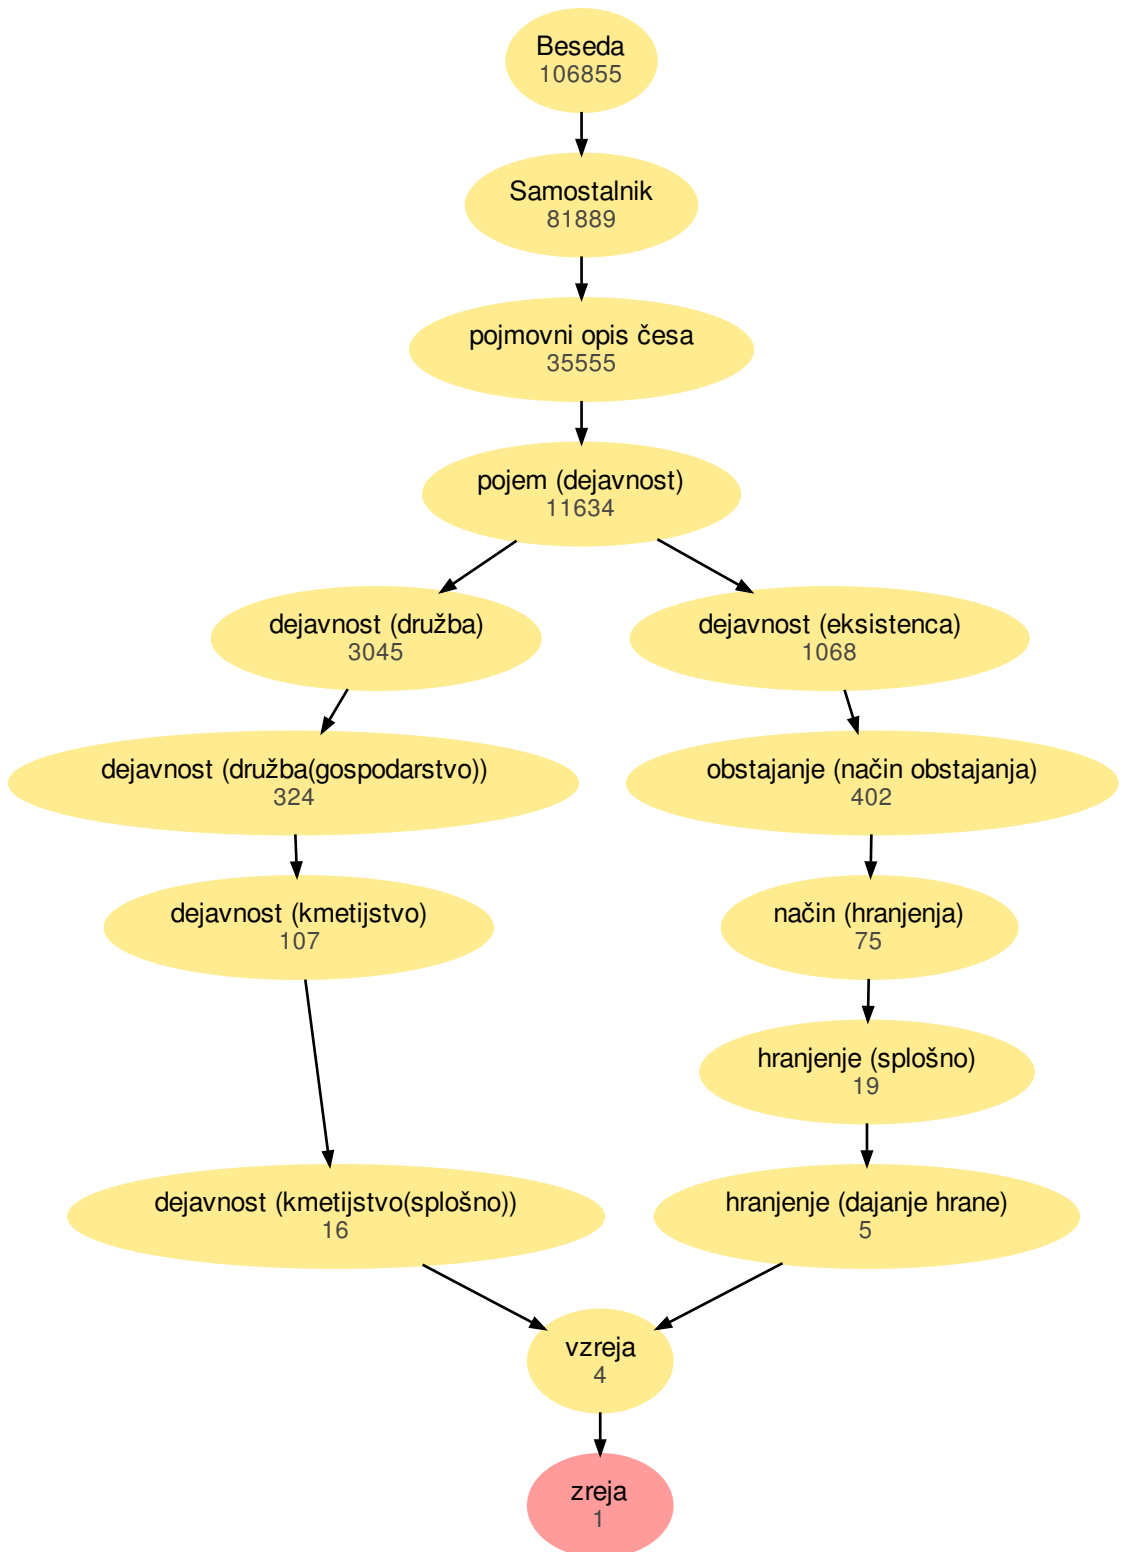 Beseda
106855
Samostalnik
81889
pojmovni opis česa
35555
pojem (dejavnost)
11634
dejavnost (družba)
3045
dejavnost (eksistenca)
1068
dejavnost (družba(gospodarstvo))
324
obstajanje (način obstajanja)
402
dejavnost (kmetijstvo)
107
način (hranjenja)
75
hranjenje (splošno)
19
dejavnost (kmetijstvo(splošno))
16
hranjenje (dajanje hrane)
5
vzreja
4
zreja
1